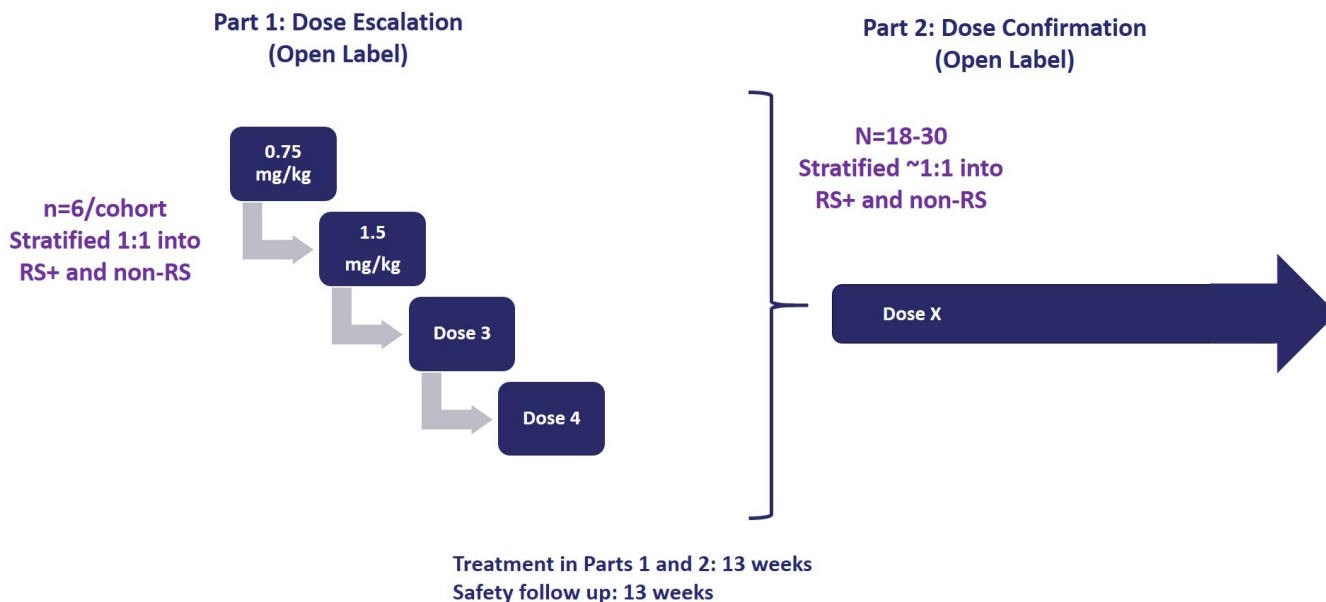 Part 1: Dose Escalation
(Open Label)
0.75
mg/kg
n=6/cohort
Stratified 1:1 into
RS+ and non-RS
1.5
mg/kg
Dose 3
Dose 4
Part 2: Dose Confirmation
(Open Label)
N=18-30
Stratified ~1:1 into
RS+ and non-RS
Dose X
Treatment in Parts 1 and 2: 13 weeks
Safety follow up: 13 weeks